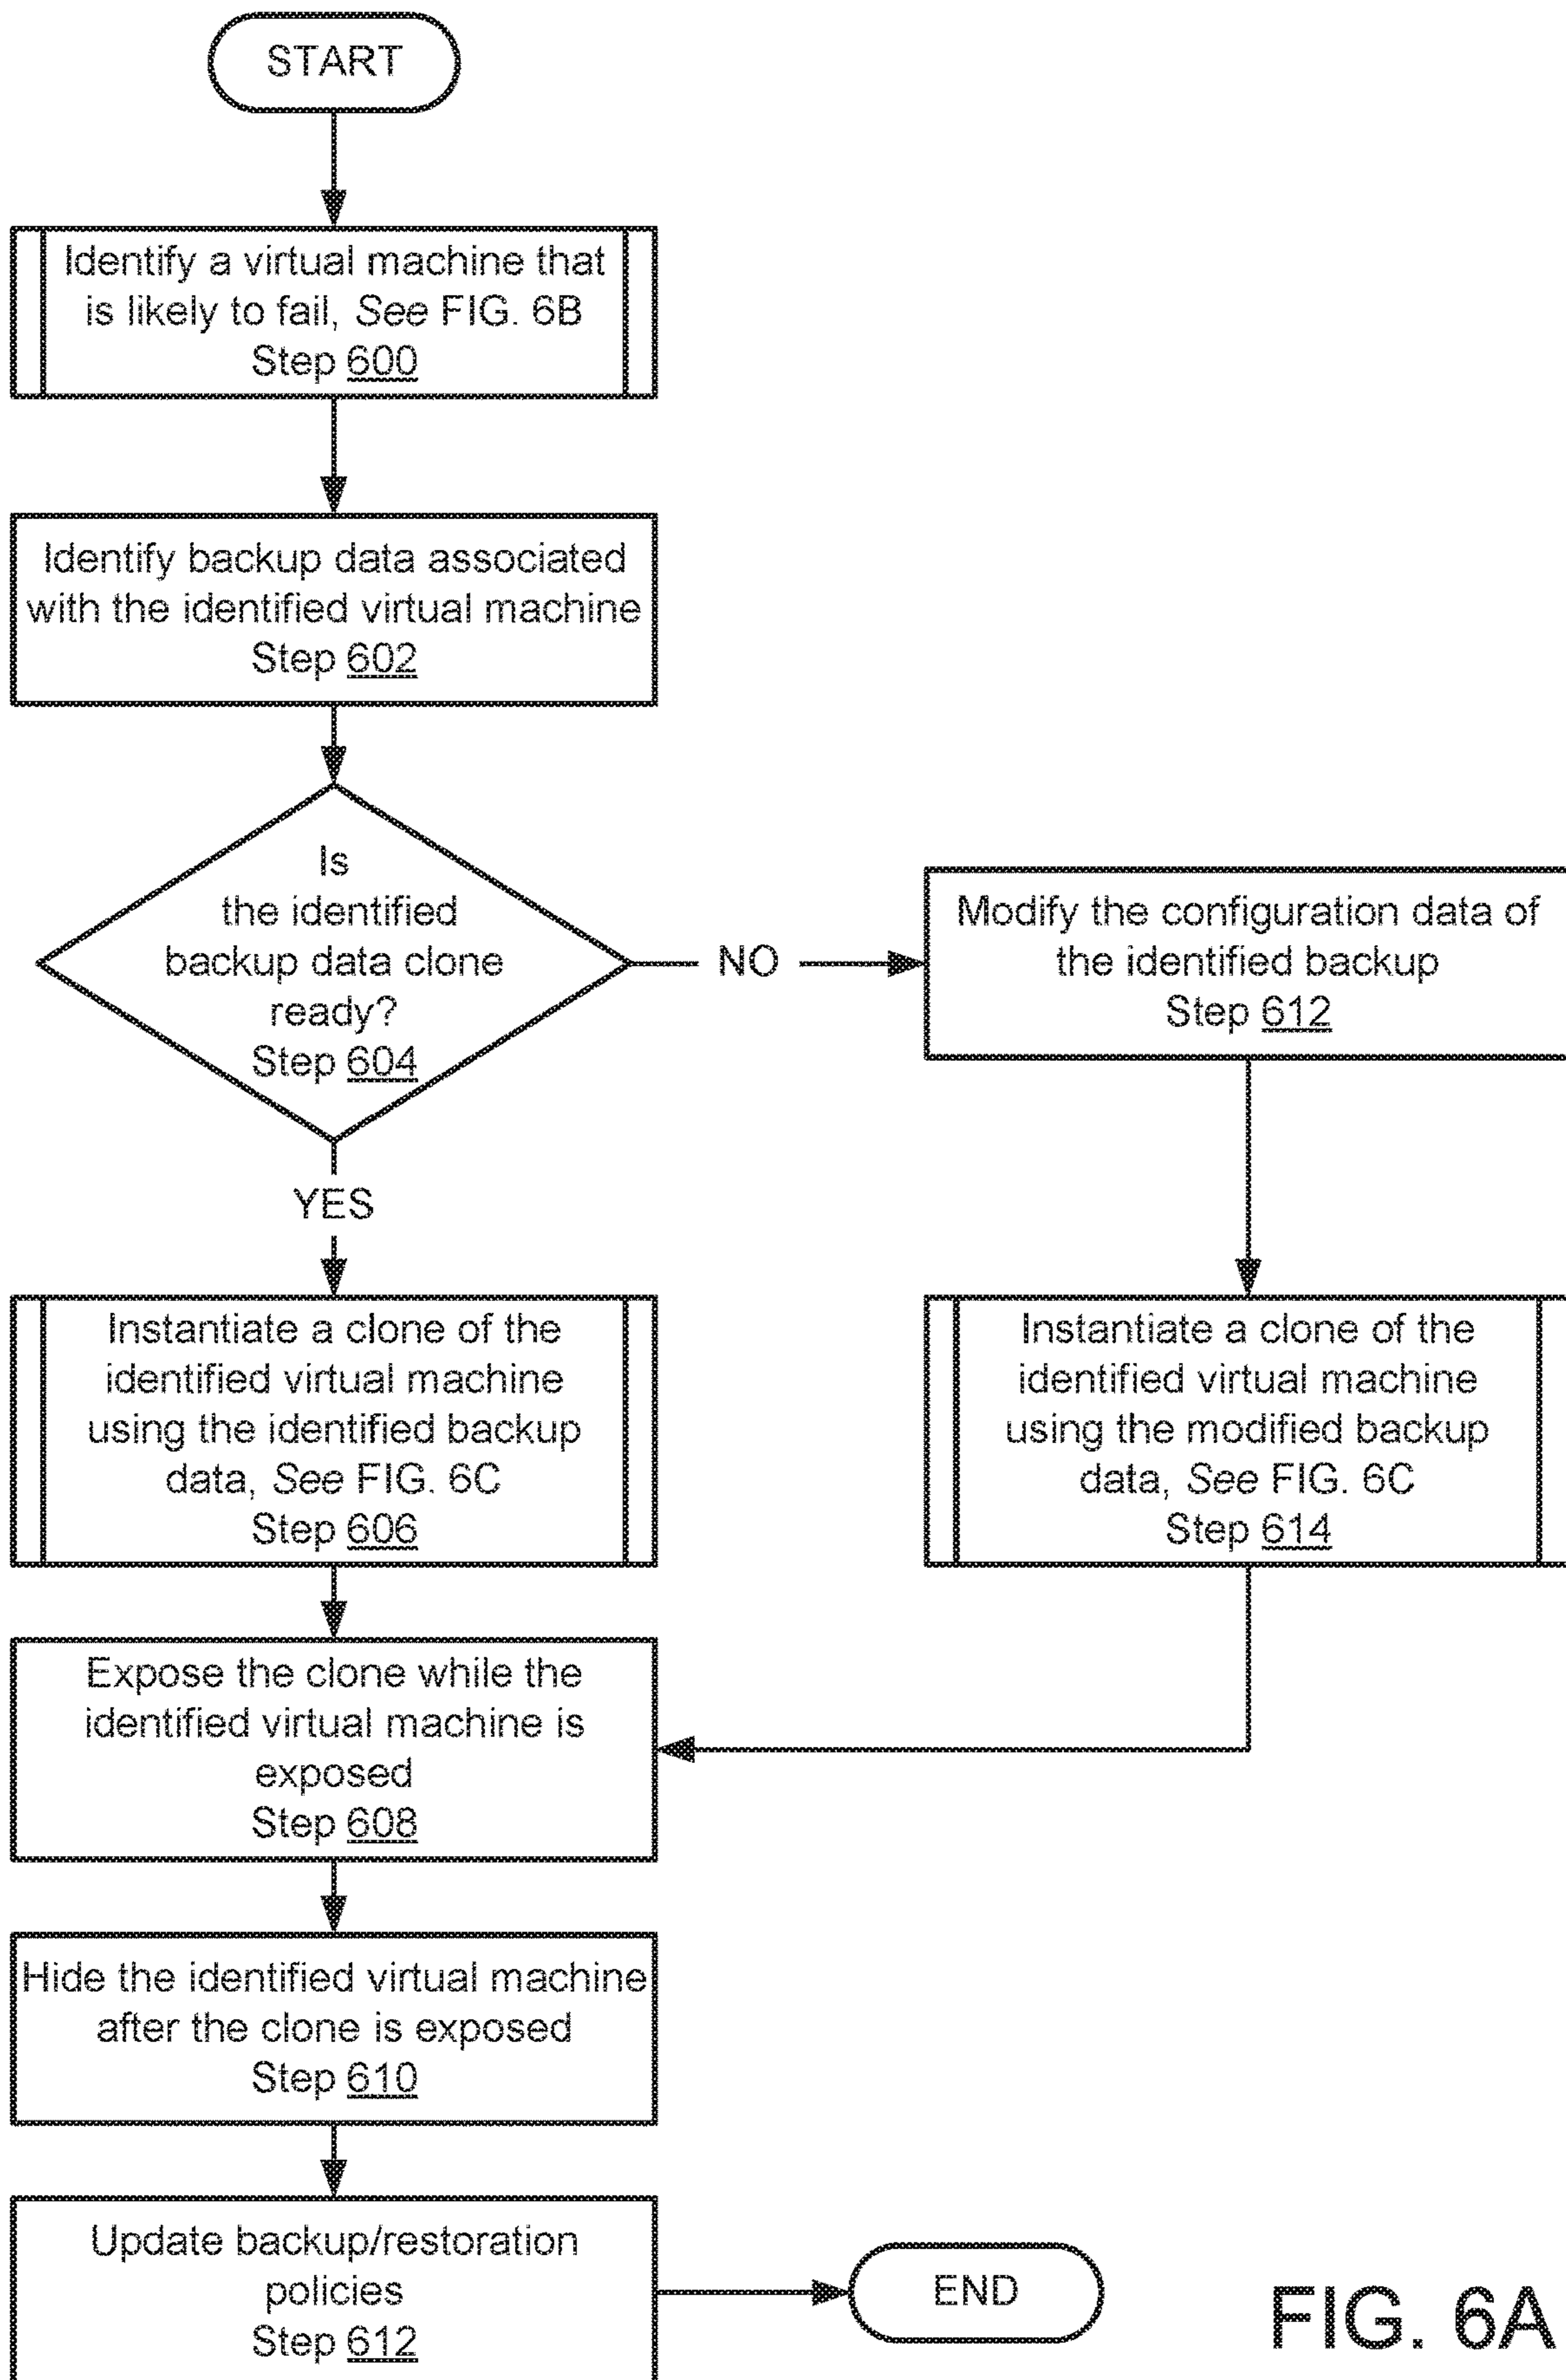 START
Identify a virtual machine that
is likely to fail, See FIG. 6B
Step 600
Identify backup data associated
with the identified virtual machine
Step 602
Is
the identified
backup data clone
ready?
Step 604
NO
Modify the configuration data of
the identified backup
Step 612
YES
Instantiate a clone of the
identified virtual machine
using the identified backup
data, See FIG. 6C
Step 606
Instantiate a clone of the
identified virtual machine
using the modified backup
data, See FIG. 6C
Step 614
Expose the clone while the
identified virtual machine is
exposed
Step 608
Hide the identified virtual machine
after the clone is exposed
Step 610
Update backup/restoration
policies
Step 612
END
FIG. 6A